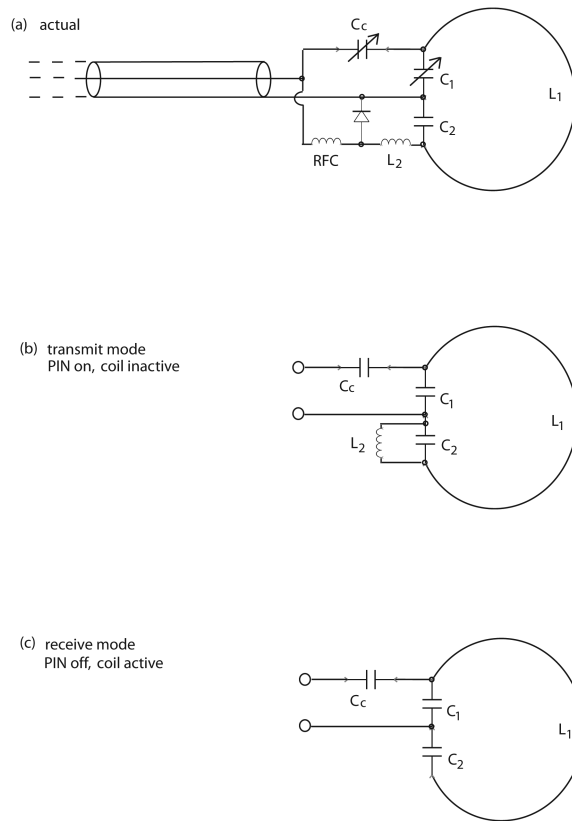 (a) actual
Cc
C1
L1
C2
RFC
L2
(b) transmit mode
PIN on, coil inactive
Cc
C1
L1
L2
C2
(c) receive mode
PIN off, coil active
Cc
C1
L1
C2